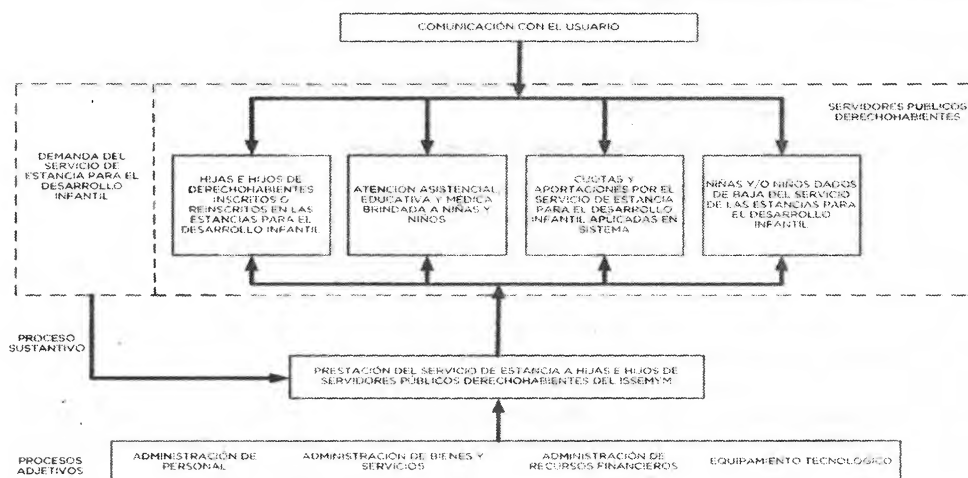 COMUNICACIÓN CON EL USUARIO
SERVIDORES PUBLICOS
DERECHOHABIENTES
DEMANDA DEL
SERVICIO DE
ESTANCIA PARA EL
DESARROLLO
INFANTIL
HIJAS E HIJOS DE
DERECHOHABIENTES
INSCRITOS O
REINSCRITOS EN LAS
ESTANCIAS PARA EL
DESARROLLO INFANTIL
ATENCION ASISTENCIAL,
EDUCATIVA Y MEDICA
BRINDADA A NIÑAS Y
NIÑOS
CUOTAS Y
APORTACIONES POR EL
SERVICIO DE ESTANCIA
PARA EL DESARROLLO
INFANTIL APLICADAS EN
SISTEMA
NIÑAS Y/O NIÑOS DADOS
DE BAJA DEL SERVICIO
DE LAS ESTANCIAS PARA
EL DESARROLLO
INFANTIL
PROCESO
SUSTANTIVO
PRESTACIÓN DEL SERVICIO DE ESTANCIA A HIJAS E HIJOS DE
SERVIDORES PÚBLICOS DERECHOHABIENTES DEL ISSEMYM
PROCESOS
ADJETIVOS
ADMINISTRACIÓN DE
PERSONAL
ADMINISTRACIÓN DE BIENES Y
SERVICIOS
ADMINISTRACIÓN DE
RECURSOS FINANCIEROS
EQUIPAMIENTO TECNOLÓGICO